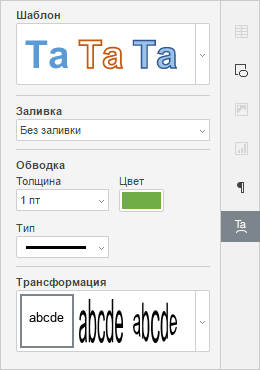 Шаблон
Ta Ta Ta
Заливка
Без заливки
Обводка
Толщина Цвет
1 пт
Тип
Трансформация
abcde abcde abcde
¶
Ta